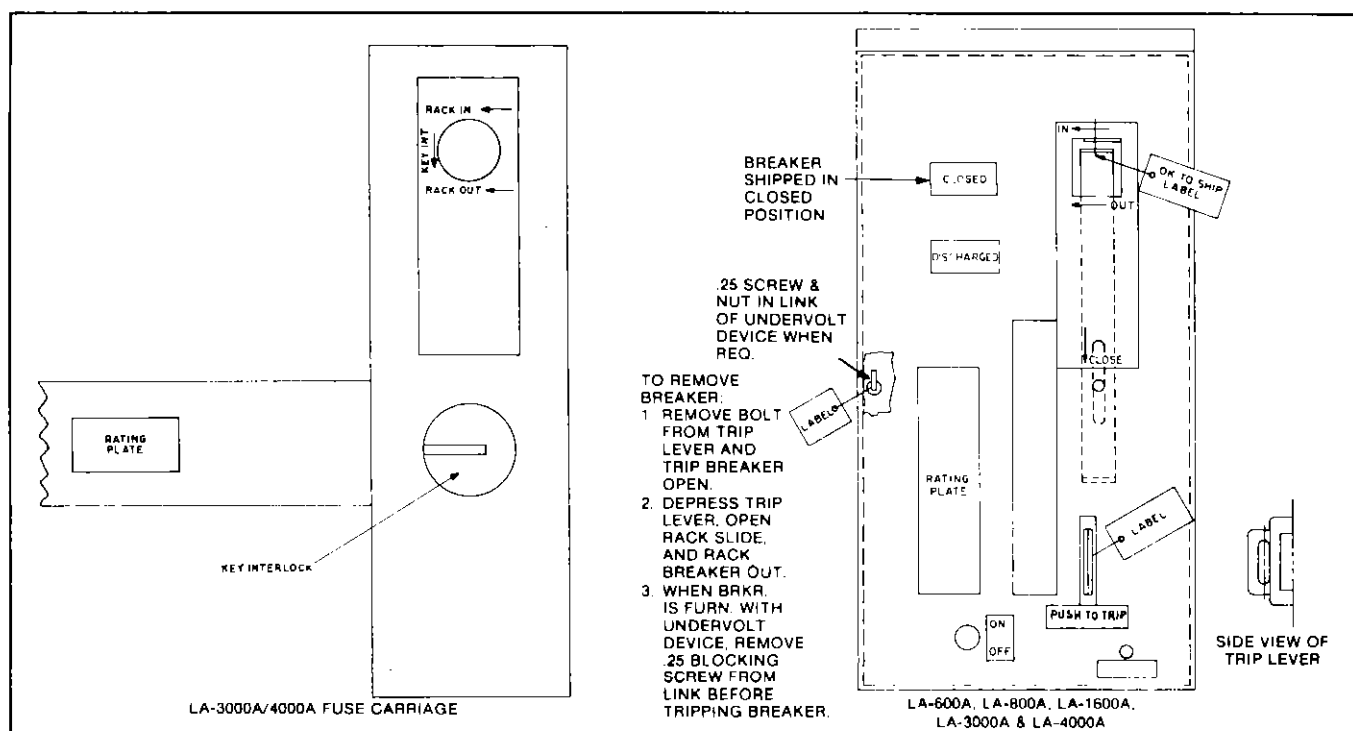 RACK IN
KEY INT
RACK OUT
RATING
PLATE
KEY INTERLOCK
LA-3000A/4000A FUSE CARRIAGE
BREAKER
SHIPPED IN
CLOSED
POSITION
.25 SCREW &
NUT IN LINK
OF UNDERVOLT
DEVICE WHEN
REQ.
TO REMOVE
BREAKER:
1. REMOVE BOLT
FROM TRIP
LEVER AND
TRIP BREAKER
OPEN.
2. DEPRESS TRIP
LEVER, OPEN
RACK SLIDE,
AND RACK
BREAKER OUT.
3. WHEN BRKR.
IS FURN. WITH
UNDERVOLT
DEVICE, REMOVE
.25 BLOCKING
SCREW FROM
LINK BEFORE
TRIPPING BREAKER.
CLOSED
DISCHARGED
IN
OUT
OK TO SHIP
LABEL
CLOSE
LABEL
RATING
PLATE
LABEL
PUSH TO TRIP
ON
OFF
LA-600A, LA-800A, LA-1600A,
LA-3000A & LA-4000A
SIDE VIEW OF
TRIP LEVER